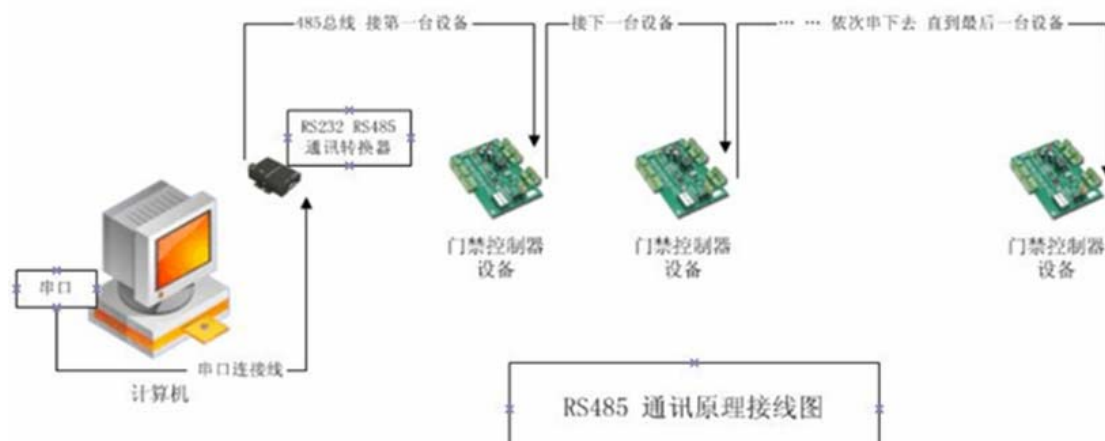 485总线 接第一台设备
接下一台设备
… … 依次串下去 直到最后一台设备
RS232 RS485
通讯转换器
门禁控制器
设备
门禁控制器
设备
门禁控制器
设备
串口
串口连接线
计算机
RS485 通讯原理接线图